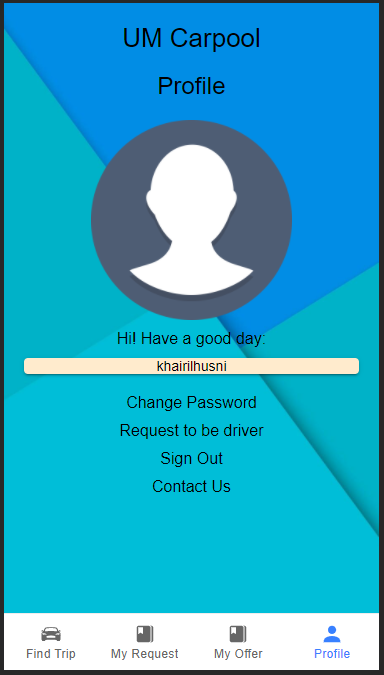 UM Carpool
Profile
Hi! Have a good day:
khairilhusni
Change Password
Request to be driver
Sign Out
Contact Us
Find Trip
My Request
My Offer
Profile